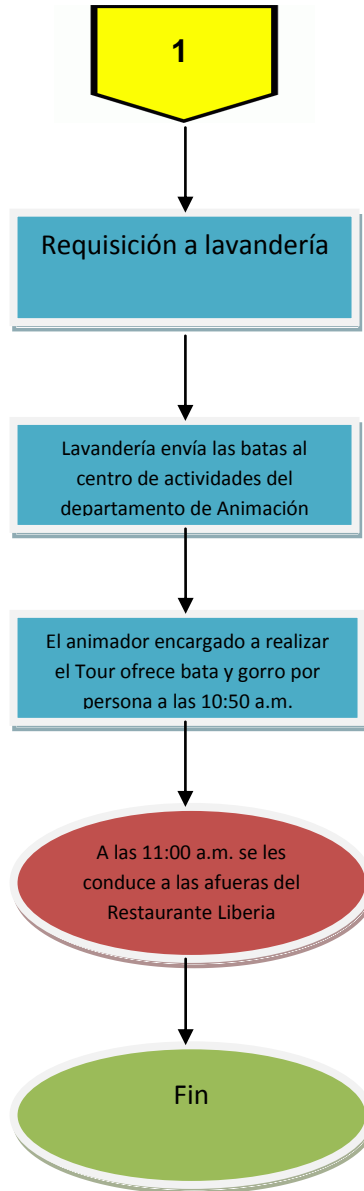 1
Requisición a lavandería
Lavandería envía las batas al
centro de actividades del
departamento de Animación
El animador encargado a realizar
el Tour ofrece bata y gorro por
persona a las 10:50 a.m.
A las 11:00 a.m. se les
conduce a las afueras del
Restaurante Liberia
Fin